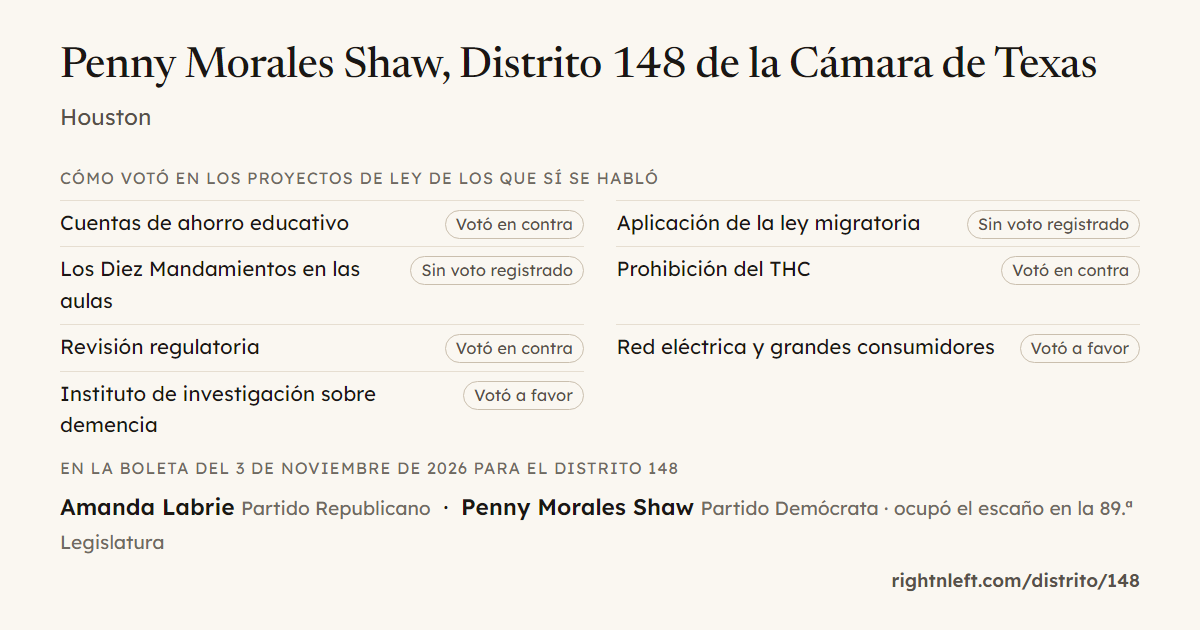 Penny Morales Shaw, Distrito 148 de la Cámara de Texas
Houston
CÓMO VOTÓ EN LOS PROYECTOS DE LEY DE LOS QUE SÍ SE HABLÓ
Cuentas de ahorro educativo
Votó en contra
Aplicación de la ley migratoria
Sin voto registrado
Los Diez Mandamientos en las
aulas
Sin voto registrado
Prohibición del THC
Votó en contra
Revisión regulatoria
Votó en contra
Red eléctrica y grandes consumidores
Votó a favor
Instituto de investigación sobre
demencia
Votó a favor
EN LA BOLETA DEL 3 DE NOVIEMBRE DE 2026 PARA EL DISTRITO 148
Amanda Labrie Partido Republicano · Penny Morales Shaw Partido Demócrata · ocupó el escaño en la 89.ª
Legislatura
rightnleft.com/distrito/148